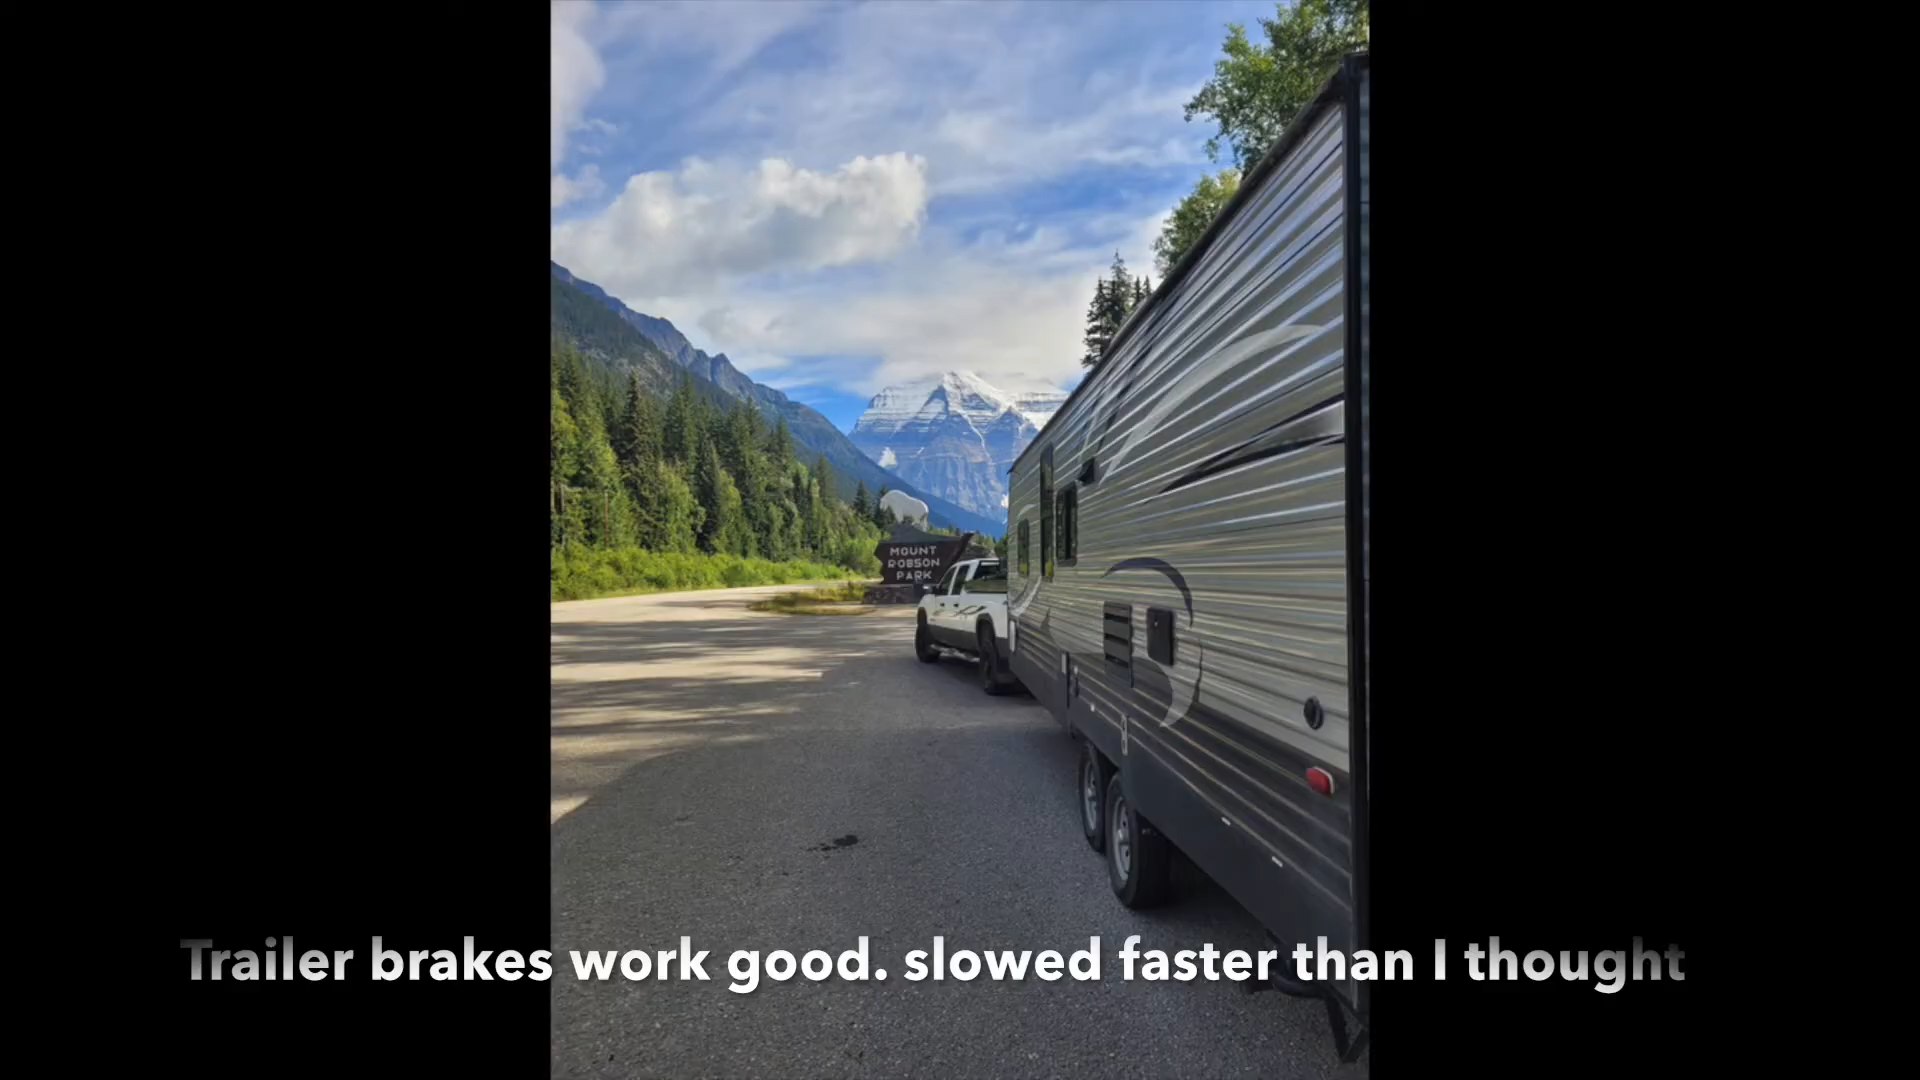 MOUNT
ROBSON
PARK
Trailer brakes work good. slowed faster than I thought